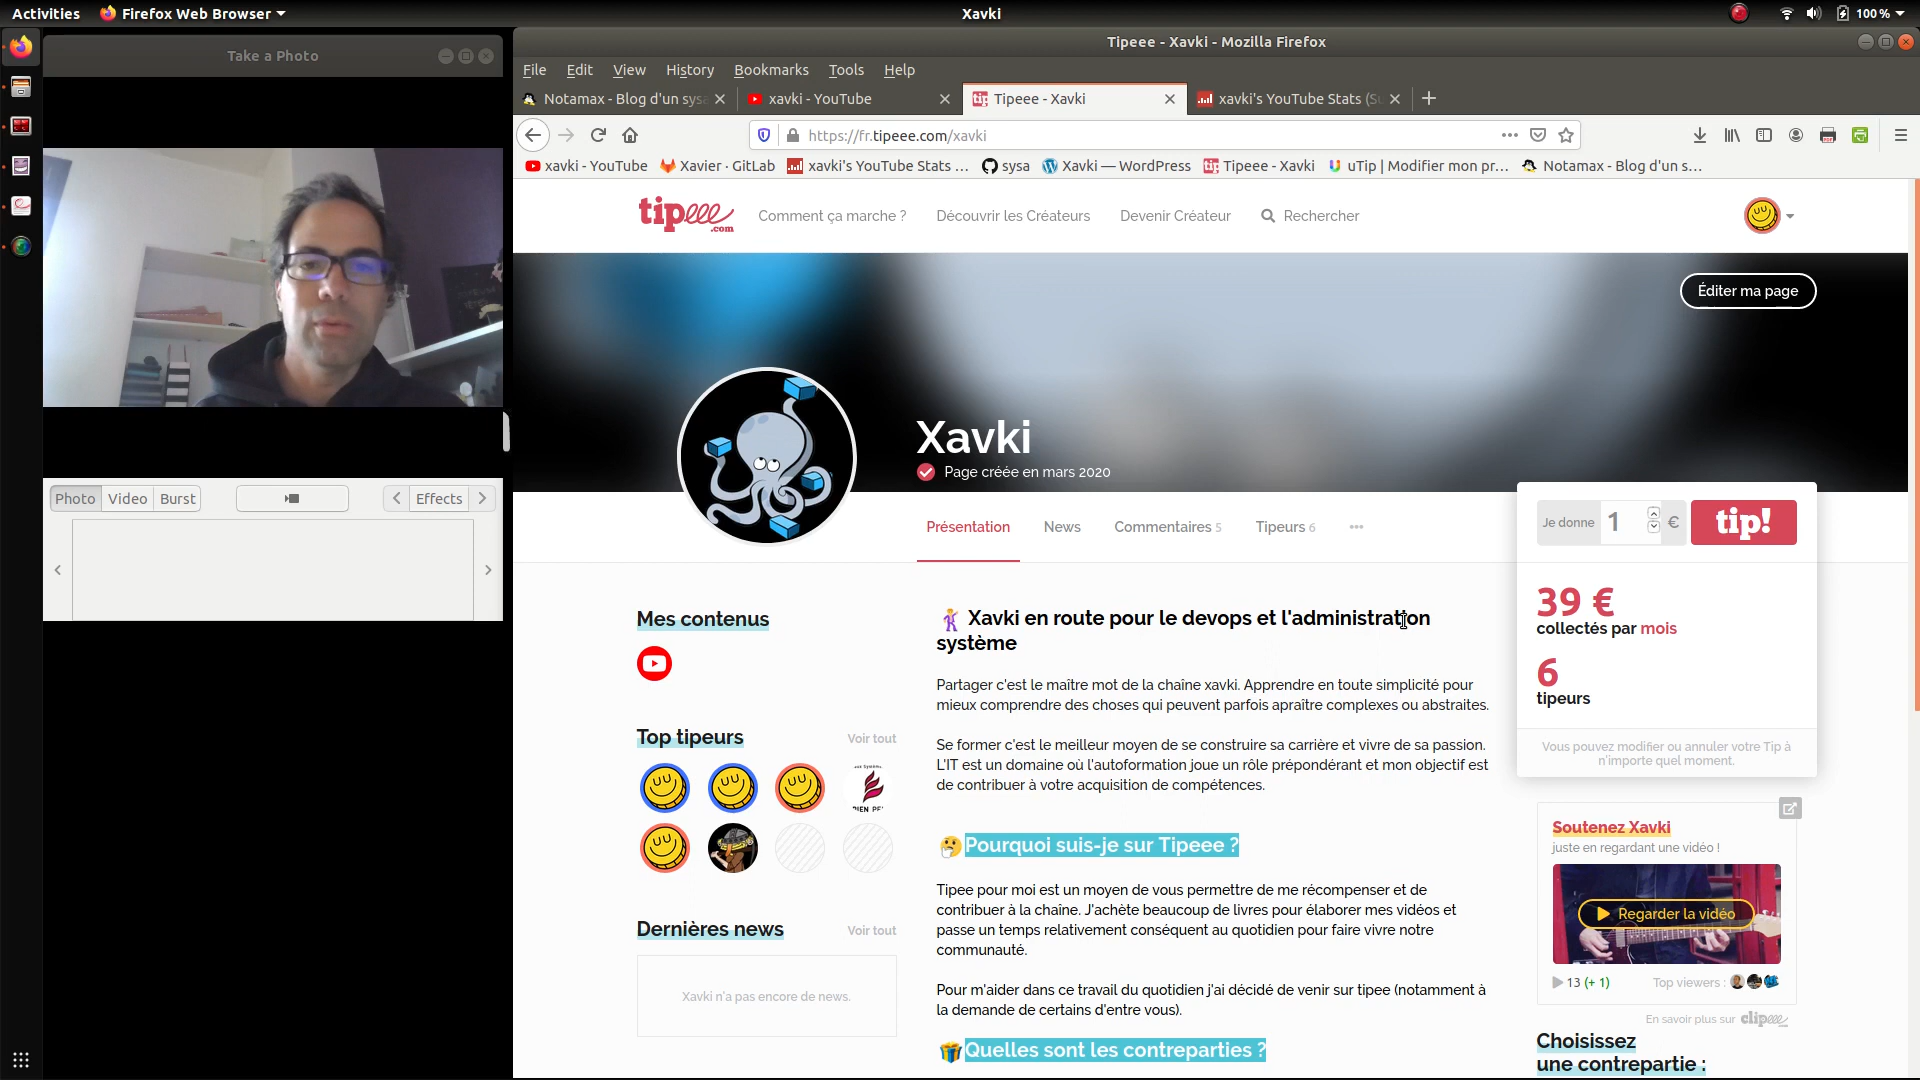 Activities
Firefox Web Browser
Xavki
100 %
Take a Photo
Tipeee - Xavki - Mozilla Firefox
File Edit View History Bookmarks Tools Help
Notamax - Blog d'un sysa
xavki - YouTube
Tipeee - Xavki
xavki's YouTube Stats (Su
https://fr.tipeee.com/xavki
xavki - YouTube
Xavier · GitLab
xavki's YouTube Stats ...
sysa
Xavki — WordPress
Tipeee - Xavki
uTip | Modifier mon pr...
Notamax - Blog d'un s...
tipeee.com
Comment ça marche ?
Découvrir les Créateurs
Devenir Créateur
Rechercher
Éditer ma page
Xavki
Page créée en mars 2020
Photo Video Burst
Effects
Présentation
News
Commentaires 5
Tipeurs 6
Je donne 1 €
tip!
39 €
collectés par mois
6
tipeurs
Vous pouvez modifier ou annuler votre Tip à
n'importe quel moment.
Mes contenus
Top tipeurs
Voir tout
Dernières news
Voir tout
Xavki n'a pas encore de news.
Xavki en route pour le devops et l'administration
système
Partager c'est le maître mot de la chaîne xavki. Apprendre en toute simplicité pour
mieux comprendre des choses qui peuvent parfois apraître complexes ou abstraites.
Se former c'est le meilleur moyen de se construire sa carrière et vivre de sa passion.
L'IT est un domaine où l'autoformation joue un rôle prépondérant et mon objectif est
de contribuer à votre acquisition de compétences.
Pourquoi suis-je sur Tipeee ?
Tipee pour moi est un moyen de vous permettre de me récompenser et de
contribuer à la chaîne. J'achète beaucoup de livres pour élaborer mes vidéos et
passe un temps relativement conséquent au quotidien pour faire vivre notre
communauté.
Pour m'aider dans ce travail du quotidien j'ai décidé de venir sur tipee (notamment à
la demande de certains d'entre vous).
Quelles sont les contreparties ?
Soutenez Xavki
juste en regardant une vidéo !
Regarder la vidéo
13 (+ 1)
Top viewers :
En savoir plus sur clipeee
Choisissez
une contrepartie :